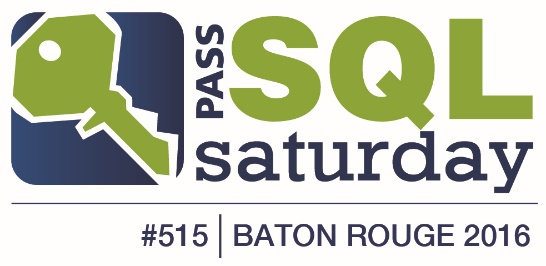 PASS
SQL
saturday
#515 | BATON ROUGE 2016